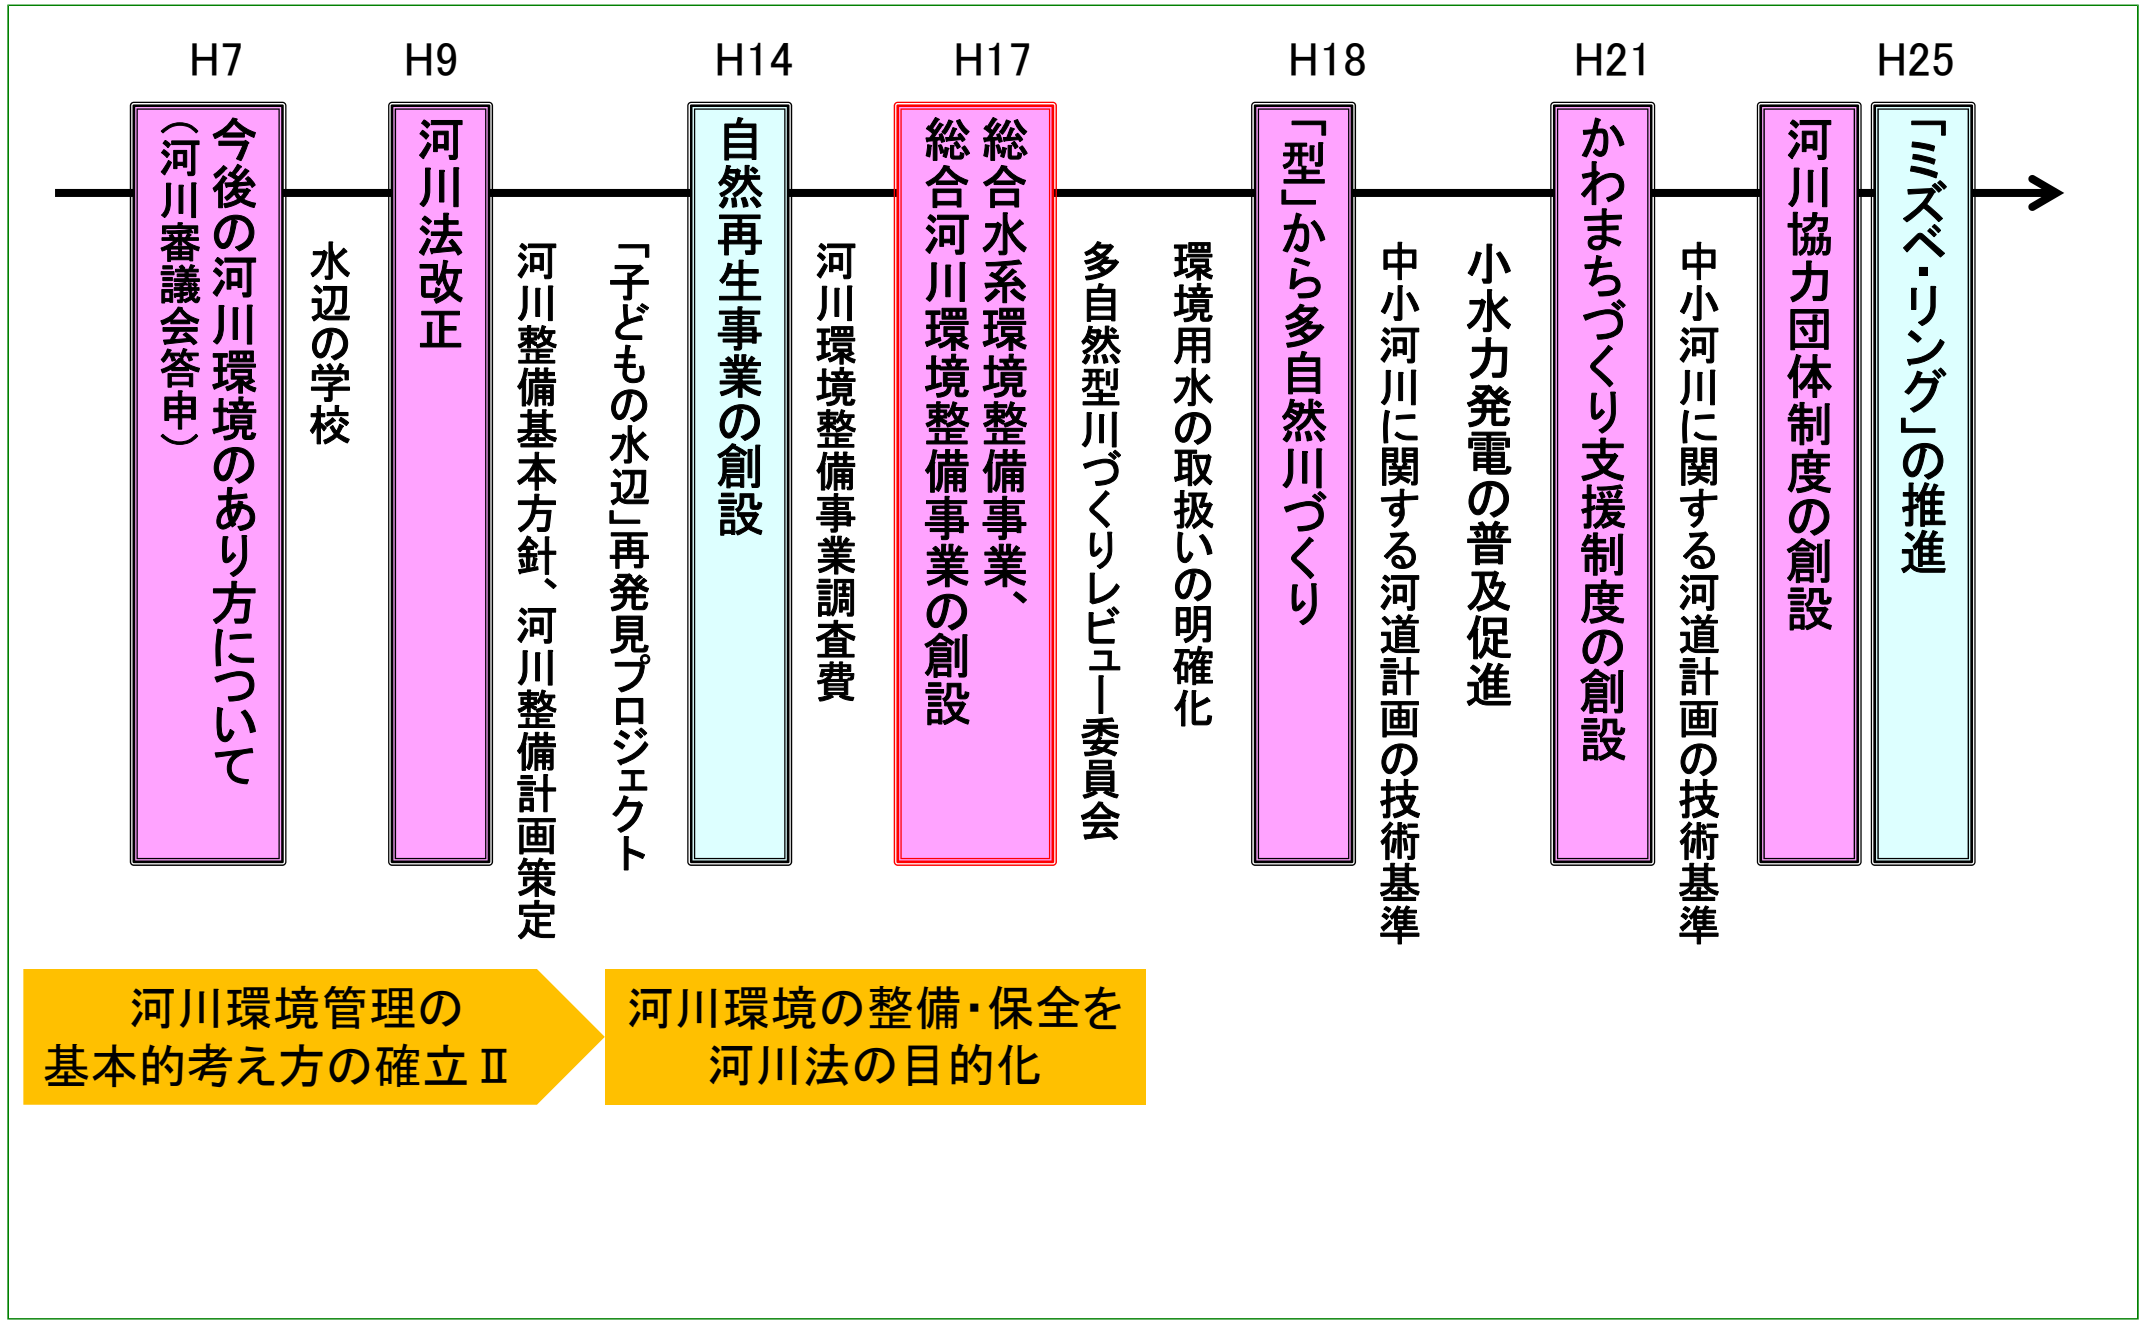 H7
H9
H14
H17
H18
H21
H25
今後の河川環境のあり方について
（河川審議会答申）
水辺の学校
河川法改正
河川整備基本方針、河川整備計画策定
「子どもの水辺」再発見プロジェクト
自然再生事業の創設
河川環境整備事業調査費
総合水系環境整備事業、
総合河川環境整備事業の創設
多自然型川づくりレビュー委員会
環境用水の取扱いの明確化
「型」から多自然川づくり
中小河川に関する河道計画の技術基準
小水力発電の普及促進
かわまちづくり支援制度の創設
中小河川に関する河道計画の技術基準
河川協力団体制度の創設
「ミズベ・リング」の推進
河川環境管理の
基本的考え方の確立Ⅱ
河川環境の整備・保全を
河川法の目的化